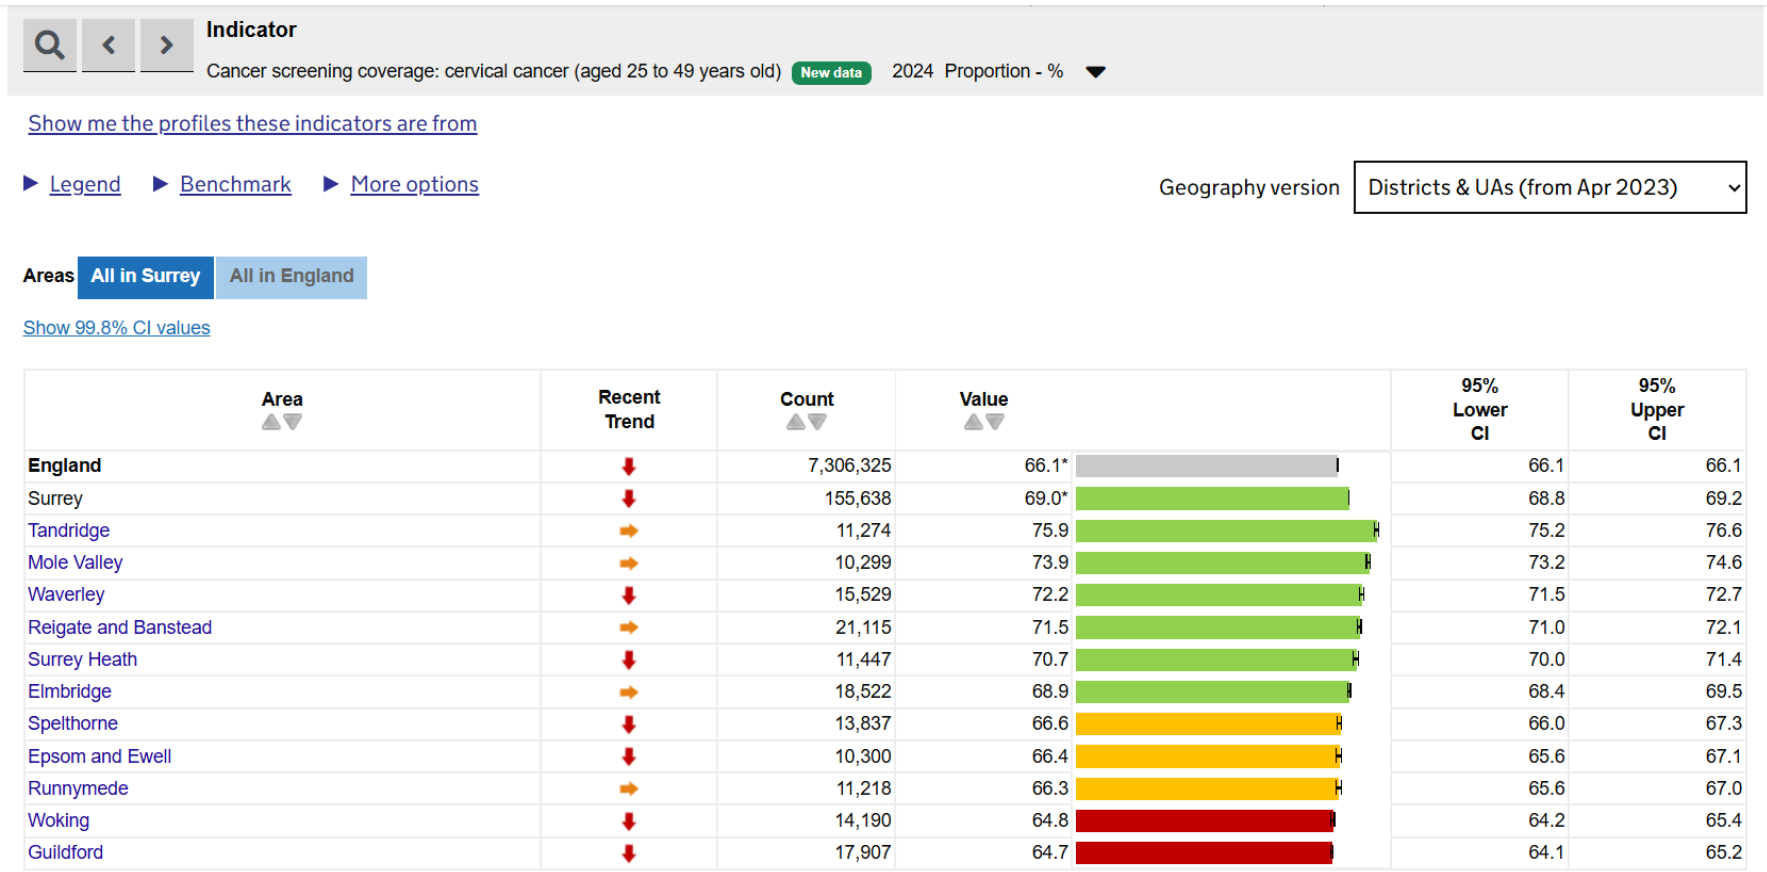 Indicator
Cancer screening coverage: cervical cancer (aged 25 to 49 years old) New data 2024 Proportion - %
Show me the profiles these indicators are from
Legend Benchmark More options Geography version Districts & UAs (from Apr 2023)
Areas All in Surrey All in England
Show 99.8% CI values
Area Recent Trend Count Value 95% Lower CI 95% Upper CI
England 7,306,325 66.1* 66.1 66.1
Surrey 155,638 69.0* 68.8 69.2
Tandridge 11,274 75.9 75.2 76.6
Mole Valley 10,299 73.9 73.2 74.6
Waverley 15,529 72.2 71.5 72.7
Reigate and Banstead 21,115 71.5 71.0 72.1
Surrey Heath 11,447 70.7 70.0 71.4
Elmbridge 18,522 68.9 68.4 69.5
Spelthorne 13,837 66.6 66.0 67.3
Epsom and Ewell 10,300 66.4 65.6 67.1
Runnymede 11,218 66.3 65.6 67.0
Woking 14,190 64.8 64.2 65.4
Guildford 17,907 64.7 64.1 65.2